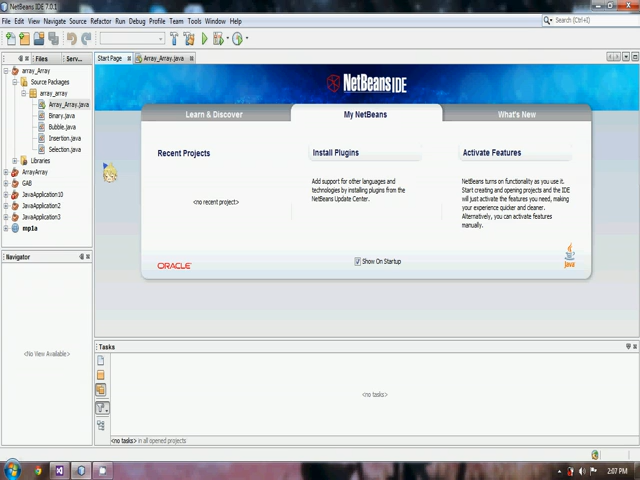 NetBeans IDE 7.0.1
File Edit View Navigate Source Refactor Run Debug Profile Team Tools Window Help
Search (Ctrl+I)
Files
Serv...
Start Page
Array_Array.java
array_Array
Source Packages
array_array
Array_Array.java
Binary.java
Bubble.java
Insertion.java
Selection.java
Libraries
ArrayArray
GAB
JavaApplication10
JavaApplication2
JavaApplication3
mp1a
Navigator
<No View Available>
NetBeans IDE
Learn & Discover
My NetBeans
What's New
Recent Projects
<no recent project>
Install Plugins
Add support for other languages and
technologies by installing plugins from the
NetBeans Update Center.
Activate Features
NetBeans turns on functionality as you use it.
Start creating and opening projects and the IDE
will just activate the features you need, making
your experience quicker and cleaner.
Alternatively, you can activate features
manually.
ORACLE
Show On Startup
Java
Tasks
<no tasks>
<no tasks> in all opened projects
2:07 PM